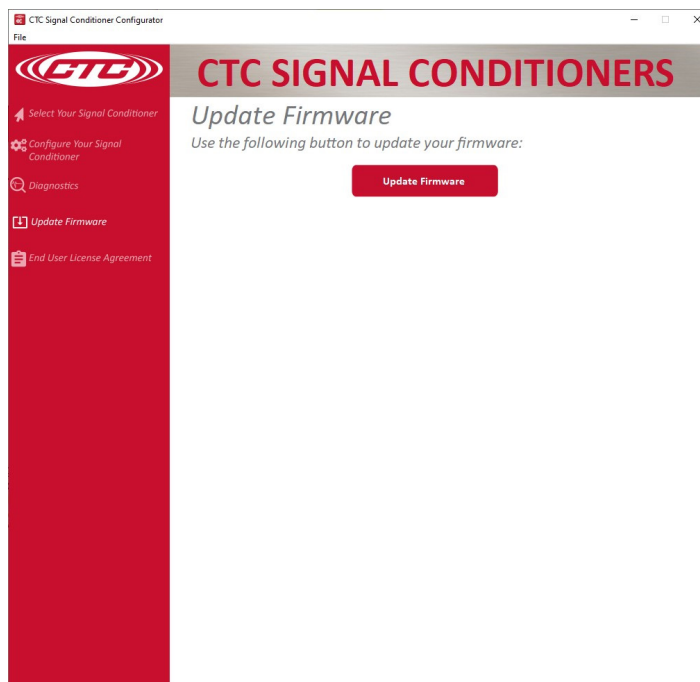 CTC Signal Conditioner Configurator
File
CTC
CTC SIGNAL CONDITIONERS
Select Your Signal Conditioner
Configure Your Signal
Conditioner
Diagnostics
Update Firmware
End User License Agreement
Update Firmware
Use the following button to update your firmware:
Update Firmware